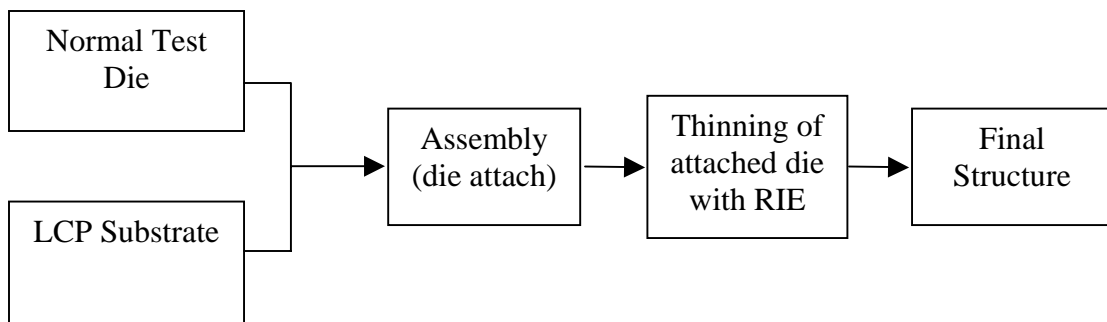 Normal Test
Die
LCP Substrate
Assembly
(die attach)
Thinning of
attached die
with RIE
Final
Structure